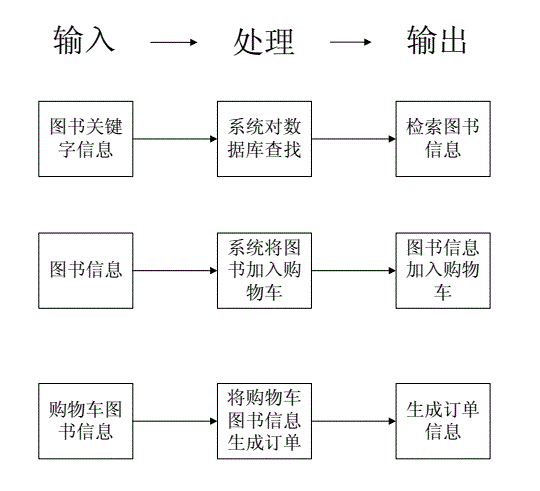 输入
处理
输出
图书关键
字信息
系统对数
据库查找
检索图书
信息
图书信息
系统将图
书加入购
物车
图书信息
加入购物
车
购物车图
书信息
将购物车
图书信息
生成订单
生成订单
信息